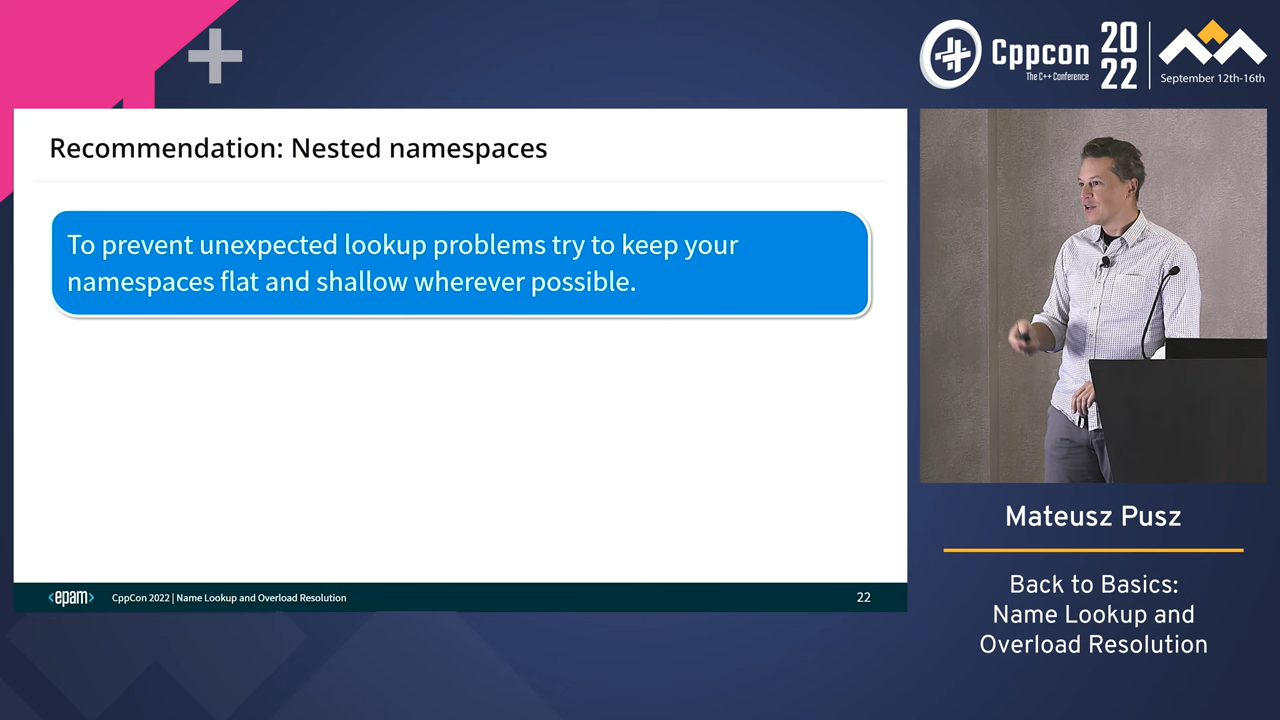 Cppcon
The C++ Conference
20
22
September 12th-16th
Recommendation: Nested namespaces
To prevent unexpected lookup problems try to keep your
namespaces flat and shallow wherever possible.
<epam>
CppCon 2022 | Name Lookup and Overload Resolution
22
Mateusz Pusz
Back to Basics:
Name Lookup and
Overload Resolution